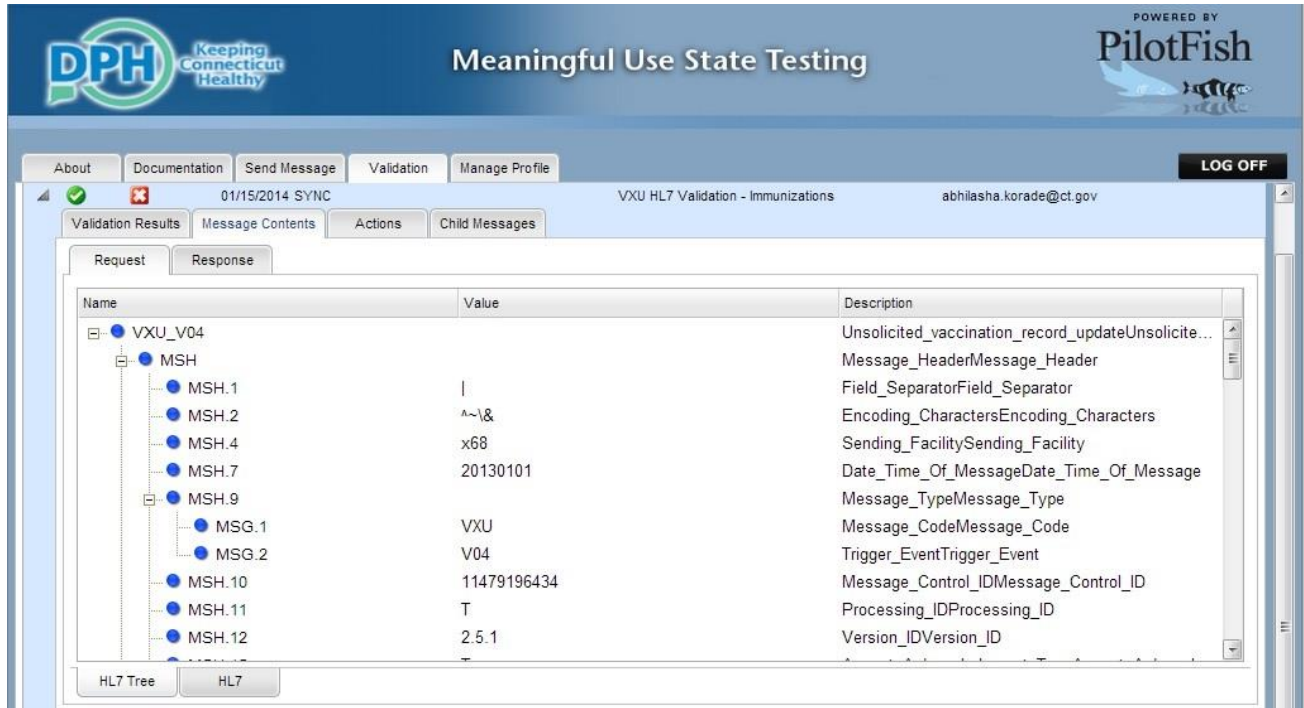 POWERED BY
PilotFish
DPH Keeping Connecticut Healthy
Meaningful Use State Testing
About Documentation Send Message Validation Manage Profile LOG OFF
01/15/2014 SYNC VXU HL7 Validation - Immunizations abhilasha.korade@ct.gov
Validation Results Message Contents Actions Child Messages
Request Response
Name Value Description
VXU_V04 Unsolicited_vaccination_record_updateUnsolicite...
MSH Message_HeaderMessage_Header
MSH.1 | Field_SeparatorField_Separator
MSH.2 ^~\& Encoding_CharactersEncoding_Characters
MSH.4 x68 Sending_FacilitySending_Facility
MSH.7 20130101 Date_Time_Of_MessageDate_Time_Of_Message
MSH.9 Message_TypeMessage_Type
MSG.1 VXU Message_CodeMessage_Code
MSG.2 V04 Trigger_EventTrigger_Event
MSH.10 11479196434 Message_Control_IDMessage_Control_ID
MSH.11 T Processing_IDProcessing_ID
MSH.12 2.5.1 Version_IDVersion_ID
HL7 Tree HL7